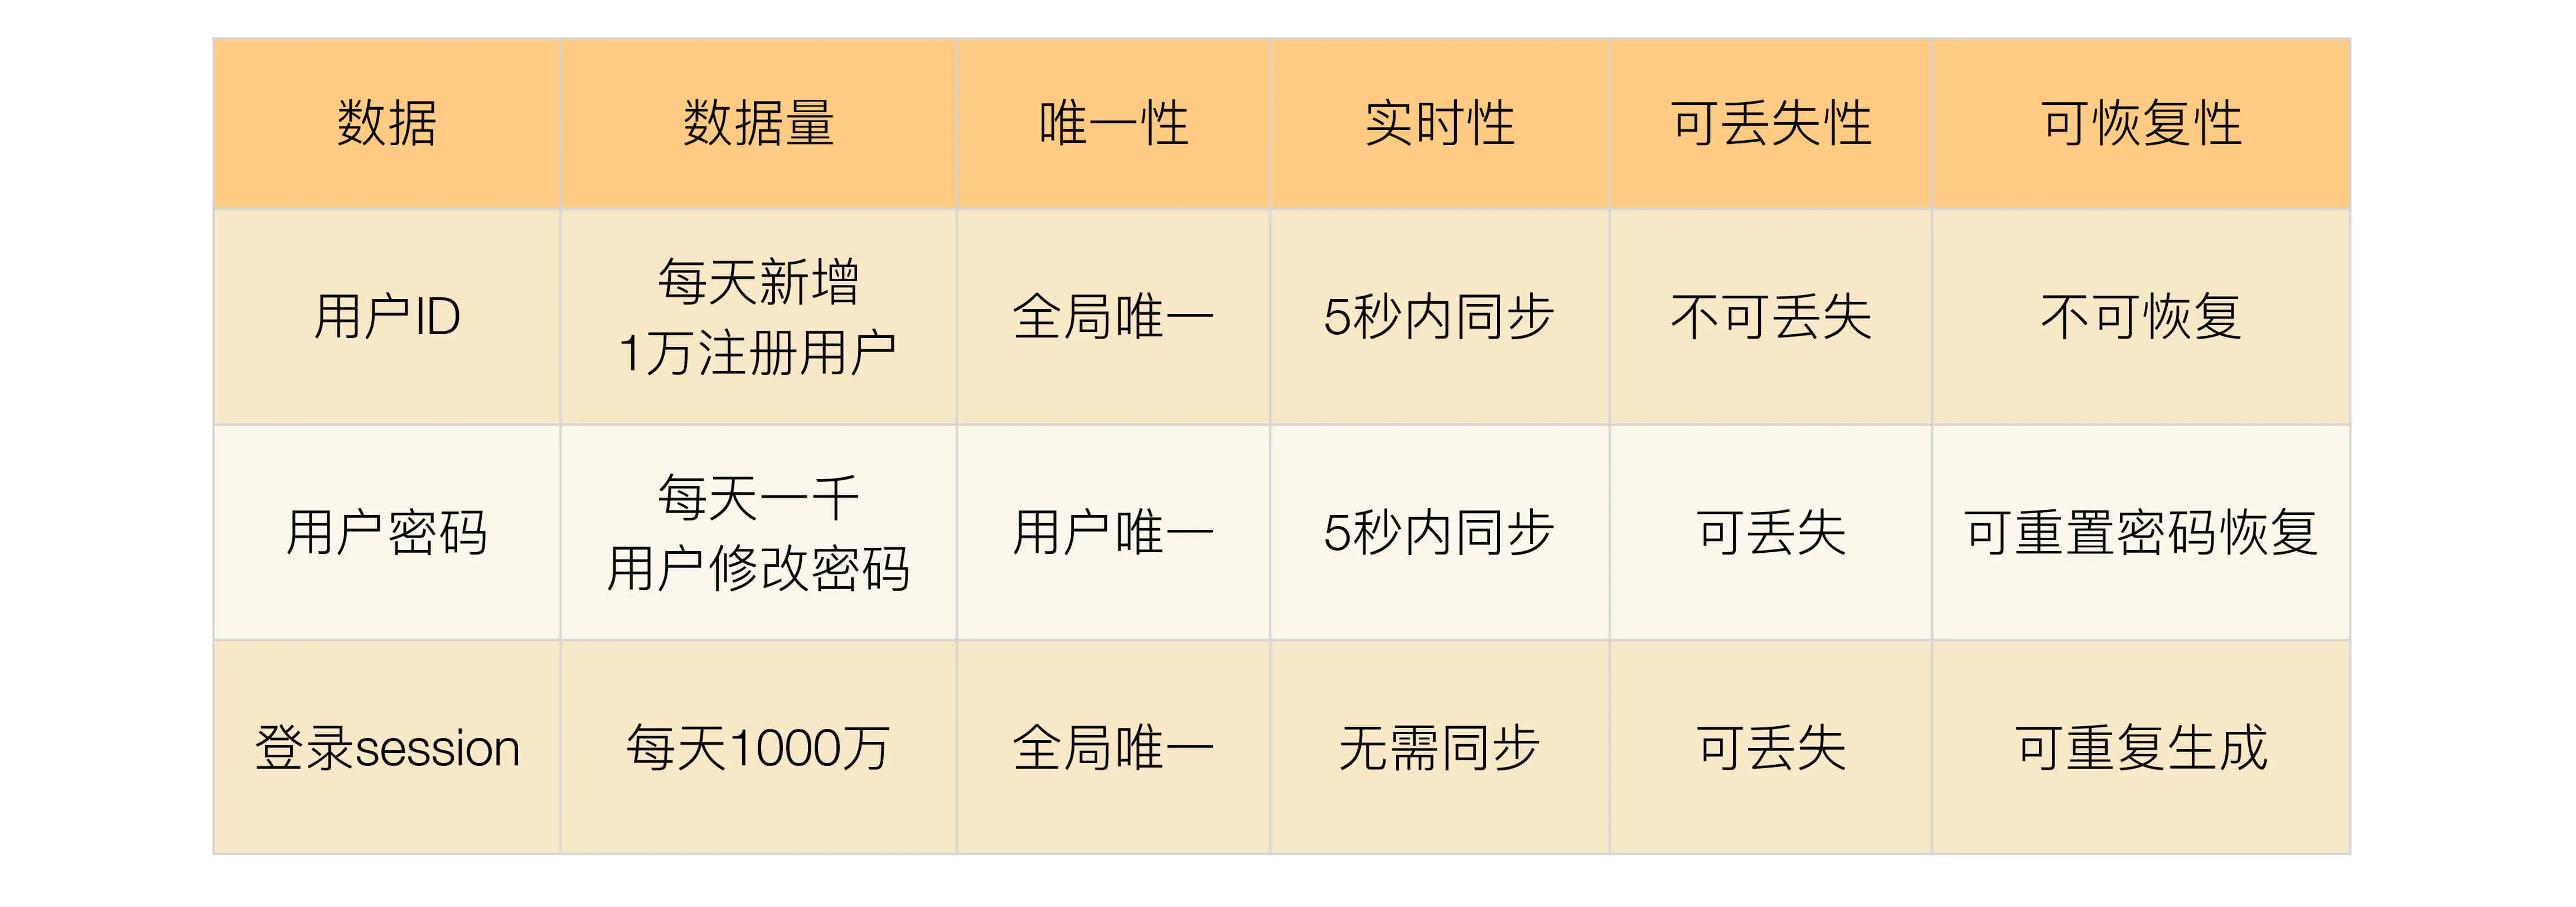 数据 数据量 唯一性 实时性 可丢失性 可恢复性
用户ID 每天新增 全局唯一 5秒内同步 不可丢失 不可恢复
1万注册用户
用户密码 每天一千 用户唯一 5秒内同步 可丢失 可重置密码恢复
用户修改密码
登录session 每天1000万 全局唯一 无需同步 可丢失 可重复生成